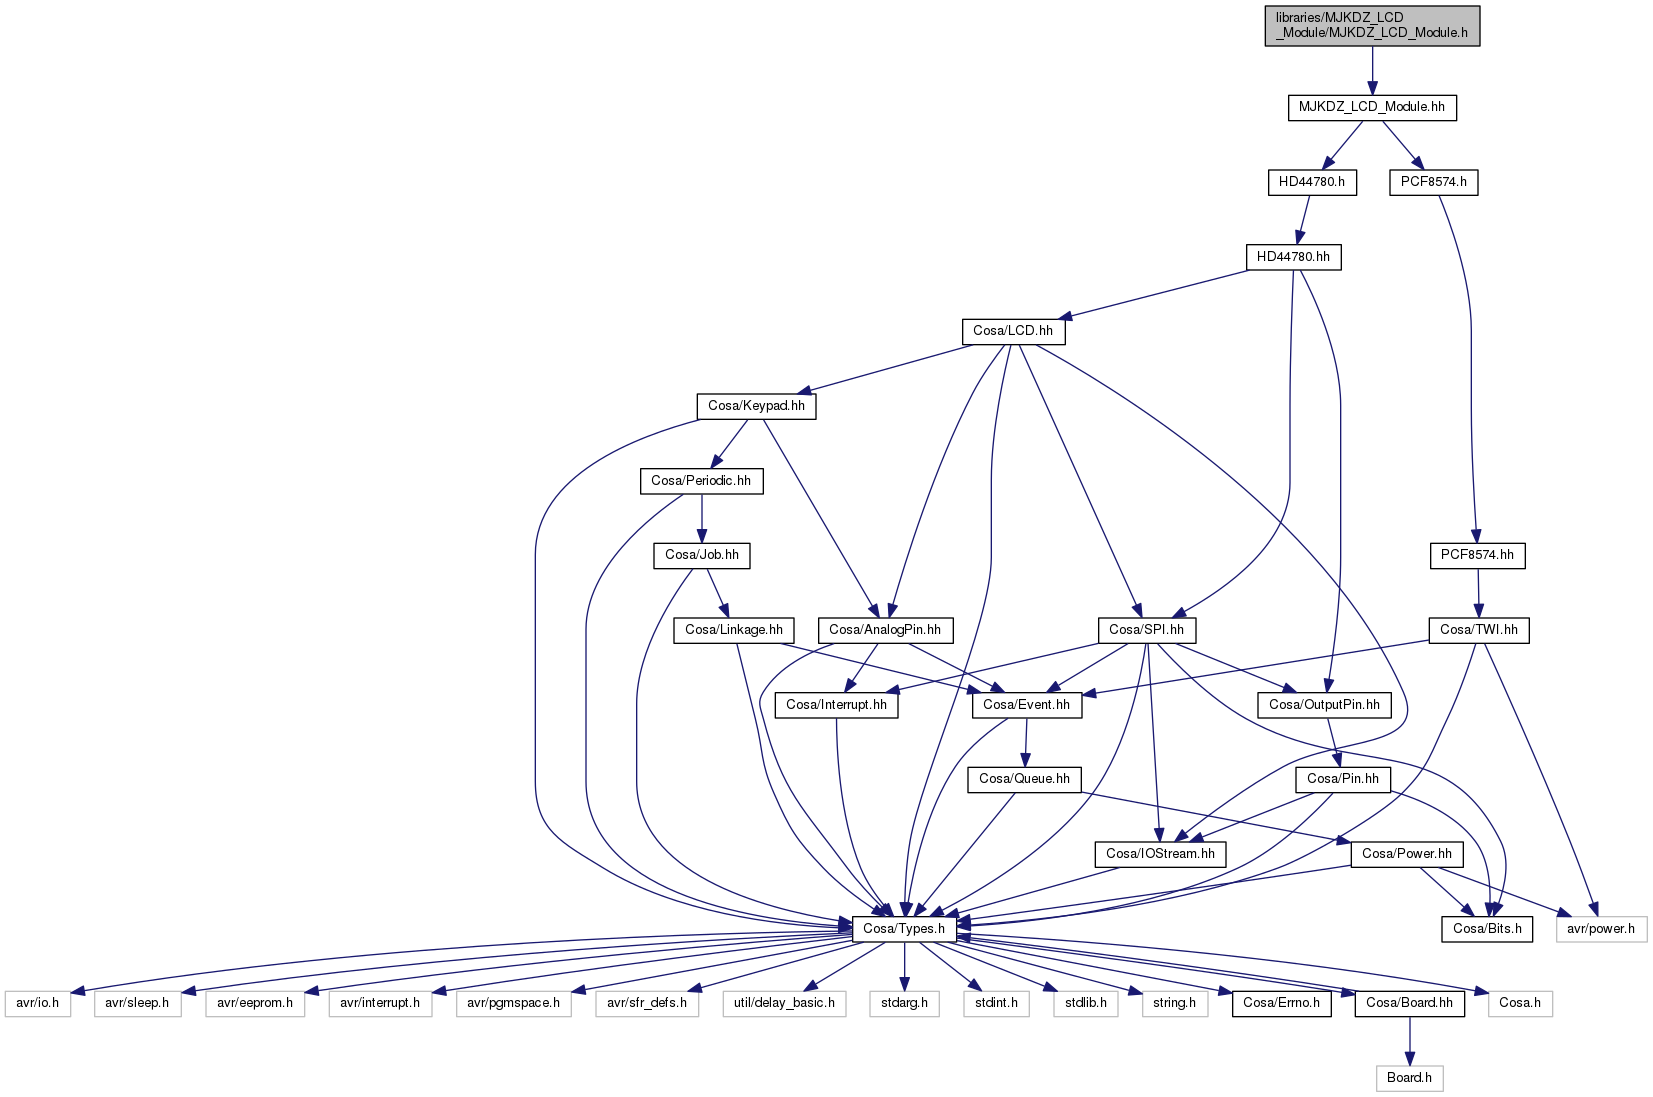 libraries/MJKDZ_LCD
_Module/MJKDZ_LCD_Module.h
MJKDZ_LCD_Module.hh
HD44780.h
PCF8574.h
HD44780.hh
Cosa/LCD.hh
Cosa/Keypad.hh
Cosa/Periodic.hh
Cosa/Job.hh
PCF8574.hh
Cosa/Linkage.hh
Cosa/AnalogPin.hh
Cosa/SPI.hh
Cosa/TWI.hh
Cosa/Interrupt.hh
Cosa/Event.hh
Cosa/OutputPin.hh
Cosa/Queue.hh
Cosa/Pin.hh
Cosa/IOStream.hh
Cosa/Power.hh
Cosa/Types.h
Cosa/Bits.h
avr/power.h
avr/io.h
avr/sleep.h
avr/eeprom.h
avr/interrupt.h
avr/pgmspace.h
avr/sfr_defs.h
util/delay_basic.h
stdarg.h
stdint.h
stdlib.h
string.h
Cosa/Errno.h
Cosa/Board.hh
Cosa.h
Board.h